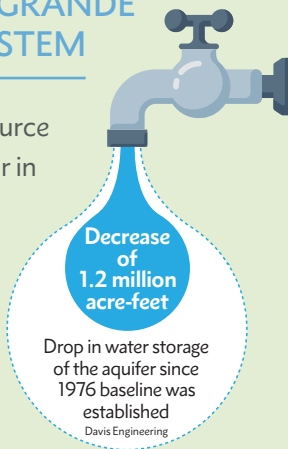 GRANDE
STEM
urce
r in
Decrease
of
1.2 million
acre-feet
Drop in water storage
of the aquifer since
1976 baseline was
established
Davis Engineering